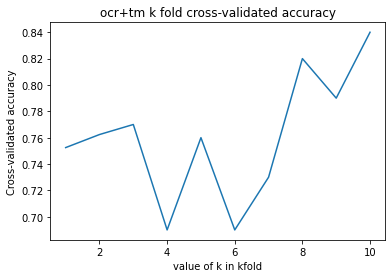 ocr+tm k fold cross-validated accuracy
0.84
0.82
0.80
0.78
0.76
0.74
0.72
0.70
Cross-validated accuracy
2 4 6 8 10
value of k in kfold